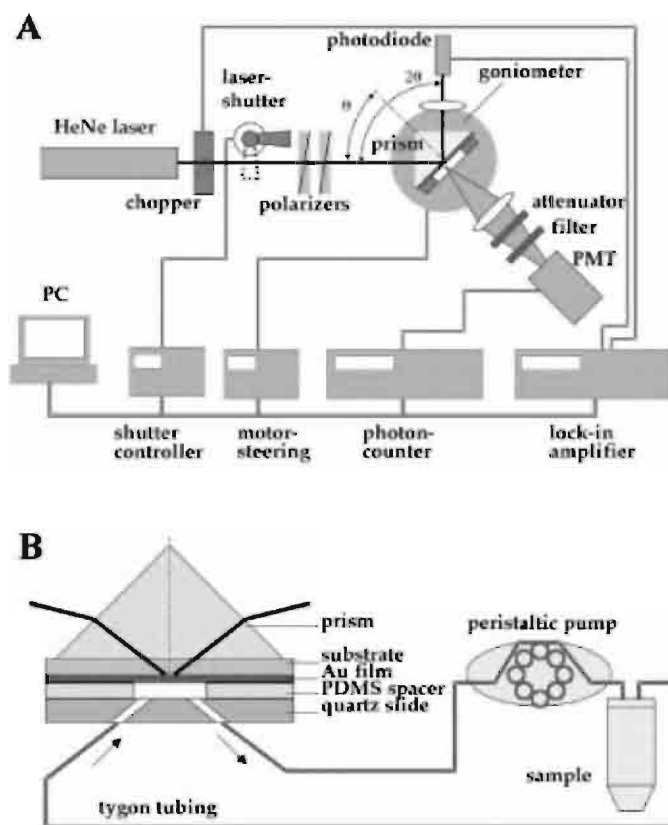 A
photodiode
laser-
shutter
2θ
goniometer
HeNe laser
θ
prism
chopper
polarizers
attenuator
filter
PMT
PC
shutter
controller
motor-
steering
photon-
counter
lock-in
amplifier
B
prism
substrate
Au film
PDMS spacer
quartz slide
peristaltic pump
sample
tygon tubing